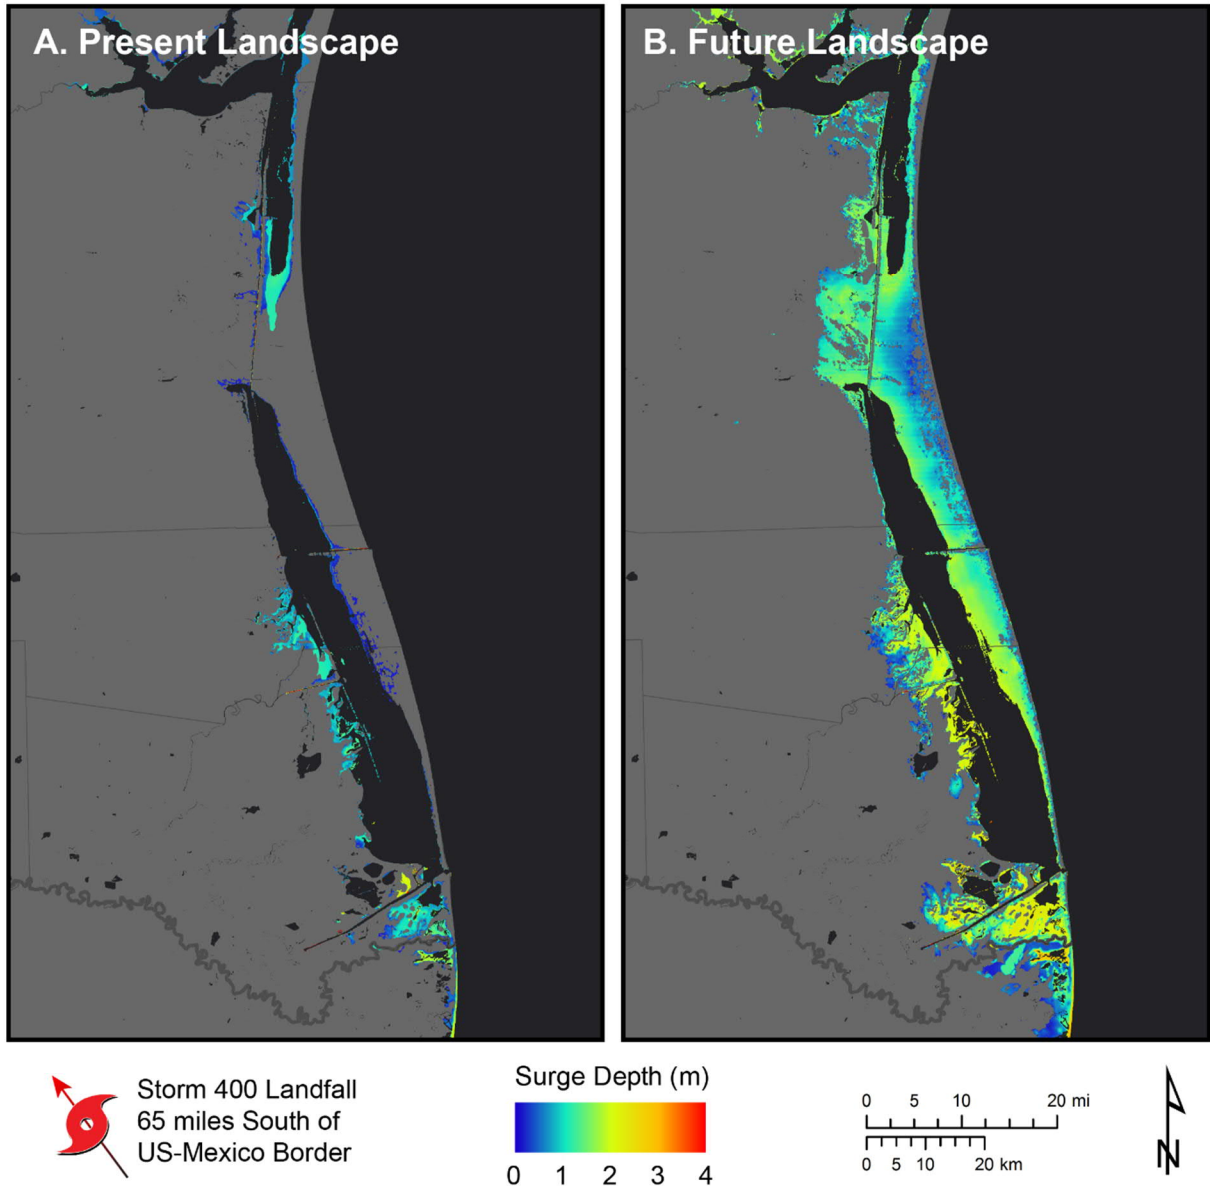 A. Present Landscape
B. Future Landscape
Storm 400 Landfall
65 miles South of
US-Mexico Border
Surge Depth (m)
0 1 2 3 4
0 5 10 20 mi
0 5 10 20 km
N